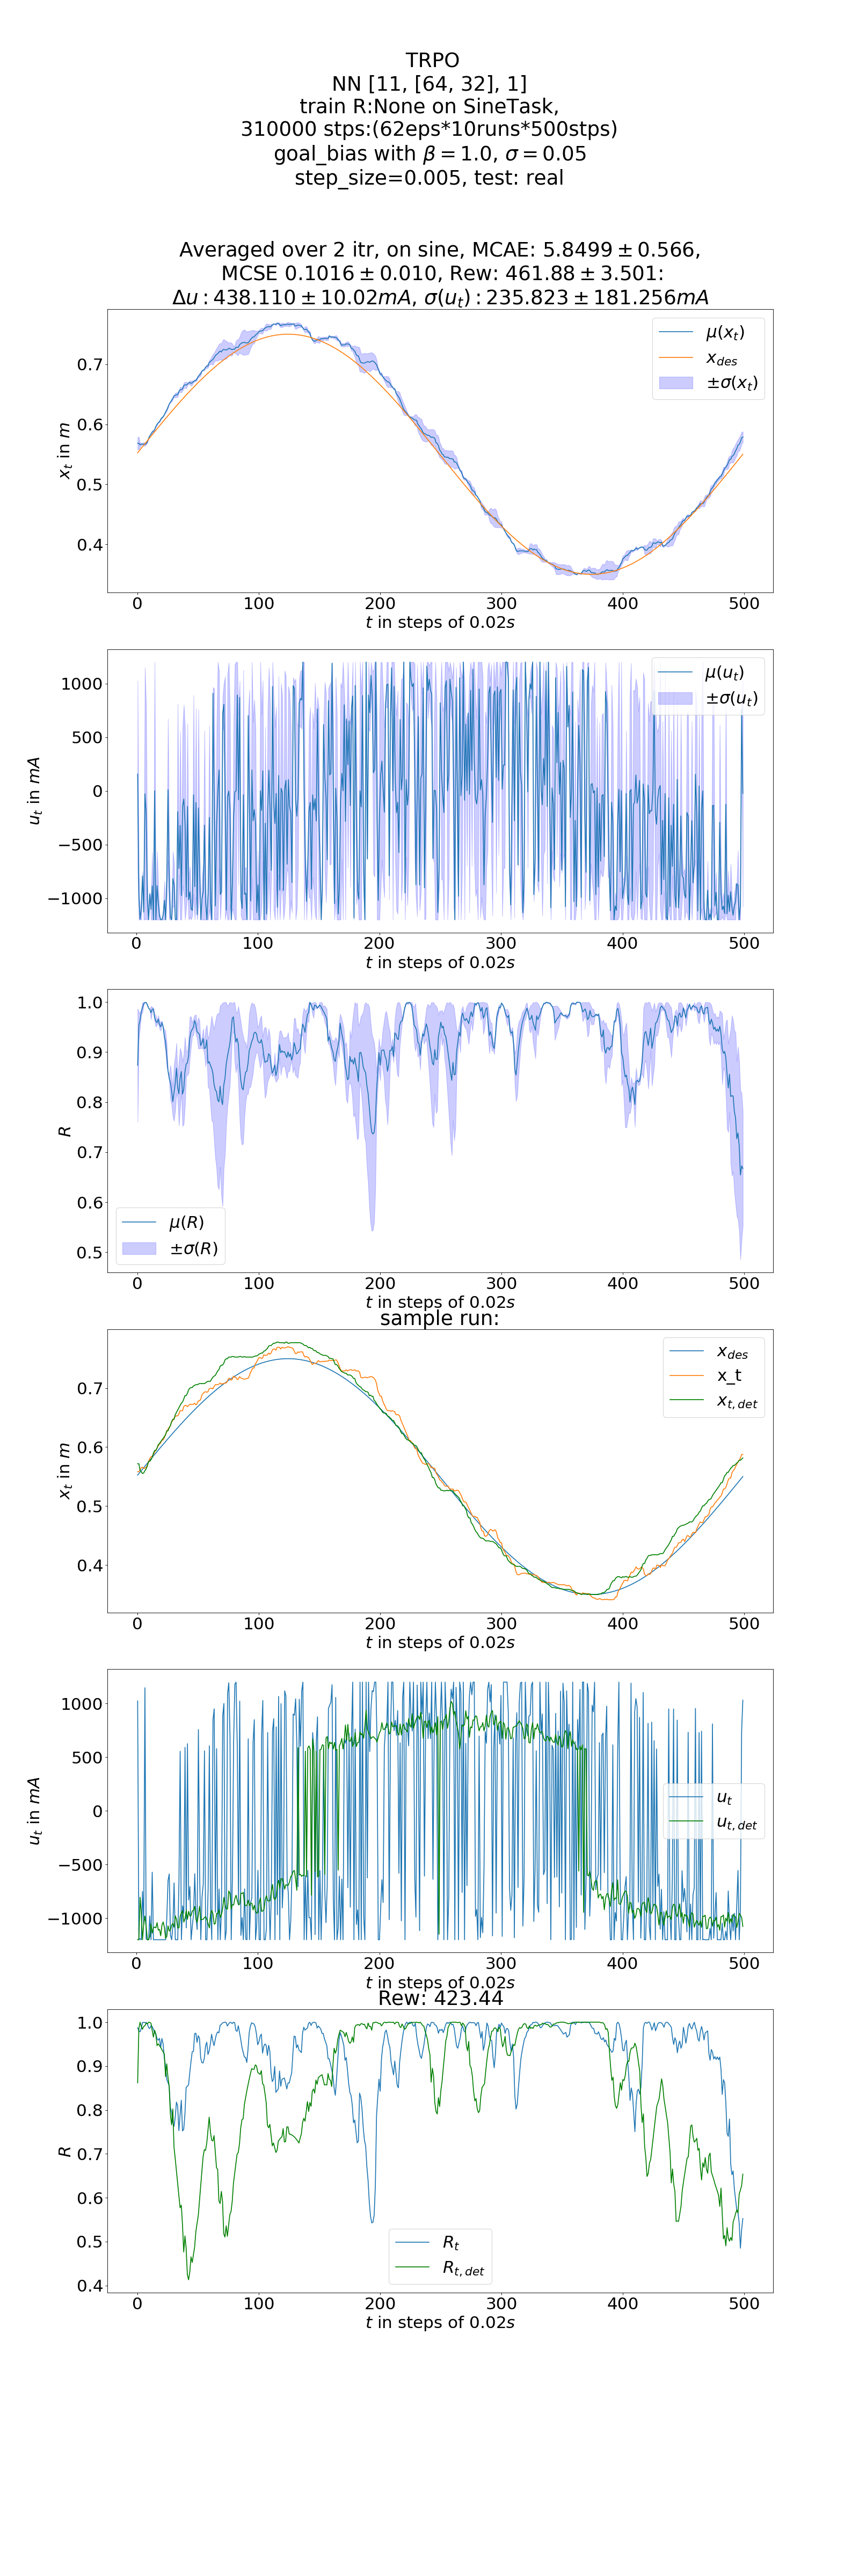 TRPO
NN [11, [64, 32], 1]
train R:None on SineTask,
310000 stps:(62eps*10runs*500stps)
goal_bias with β = 1.0, σ = 0.05
step_size=0.005, test: real
Averaged over 2 itr, on sine, MCAE: 5.8499 ± 0.566,
MCSE 0.1016 ± 0.010, Rew: 461.88 ± 3.501:
Δu : 438.110 ± 10.02mA, σ(u_t) : 235.823 ± 181.256mA
μ(x_t)
x_des
±σ(x_t)
0.7
0.6
0.5
0.4
x_t in m
0 100 200 300 400 500
t in steps of 0.02s
μ(u_t)
±σ(u_t)
1000
500
0
−500
−1000
u_t in mA
0 100 200 300 400 500
t in steps of 0.02s
1.0
0.9
0.8
0.7
0.6
0.5
R
μ(R)
±σ(R)
0 100 200 300 400 500
t in steps of 0.02s
sample run:
x_des
x_t
x_t,det
0.7
0.6
0.5
0.4
x_t in m
0 100 200 300 400 500
t in steps of 0.02s
1000
500
0
−500
−1000
u_t in mA
u_t
u_t,det
0 100 200 300 400 500
t in steps of 0.02s
Rew: 423.44
1.0
0.9
0.8
0.7
0.6
0.5
0.4
R
R_t
R_t,det
0 100 200 300 400 500
t in steps of 0.02s